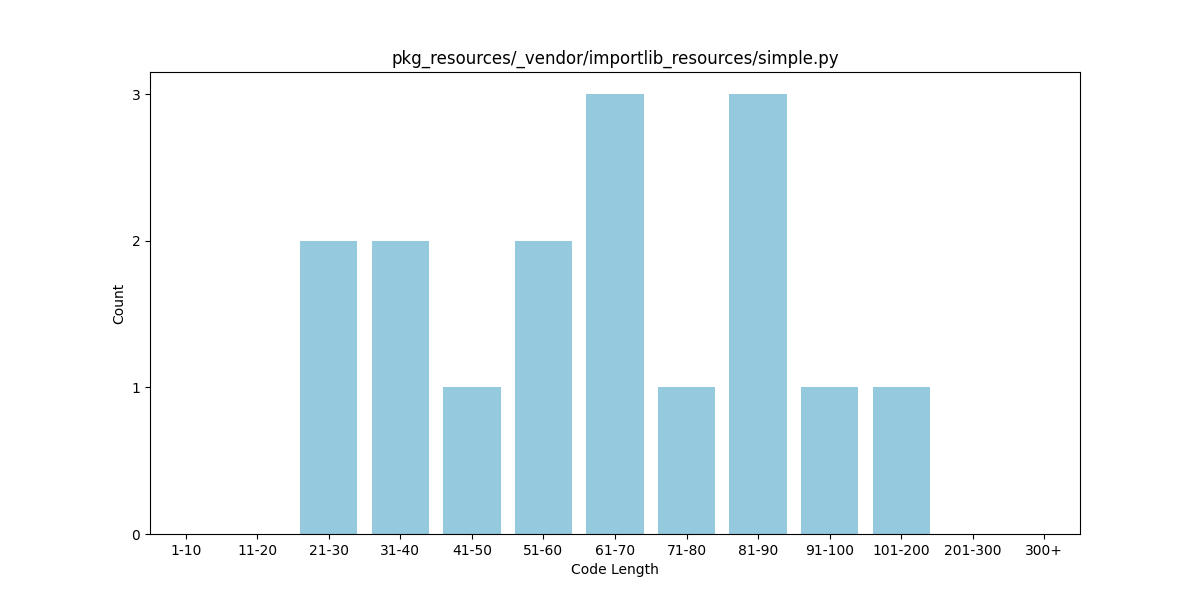 pkg_resources/_vendor/importlib_resources/simple.py
3
2
1
0
Count
1-10 11-20 21-30 31-40 41-50 51-60 61-70 71-80 81-90 91-100 101-200 201-300 300+
Code Length